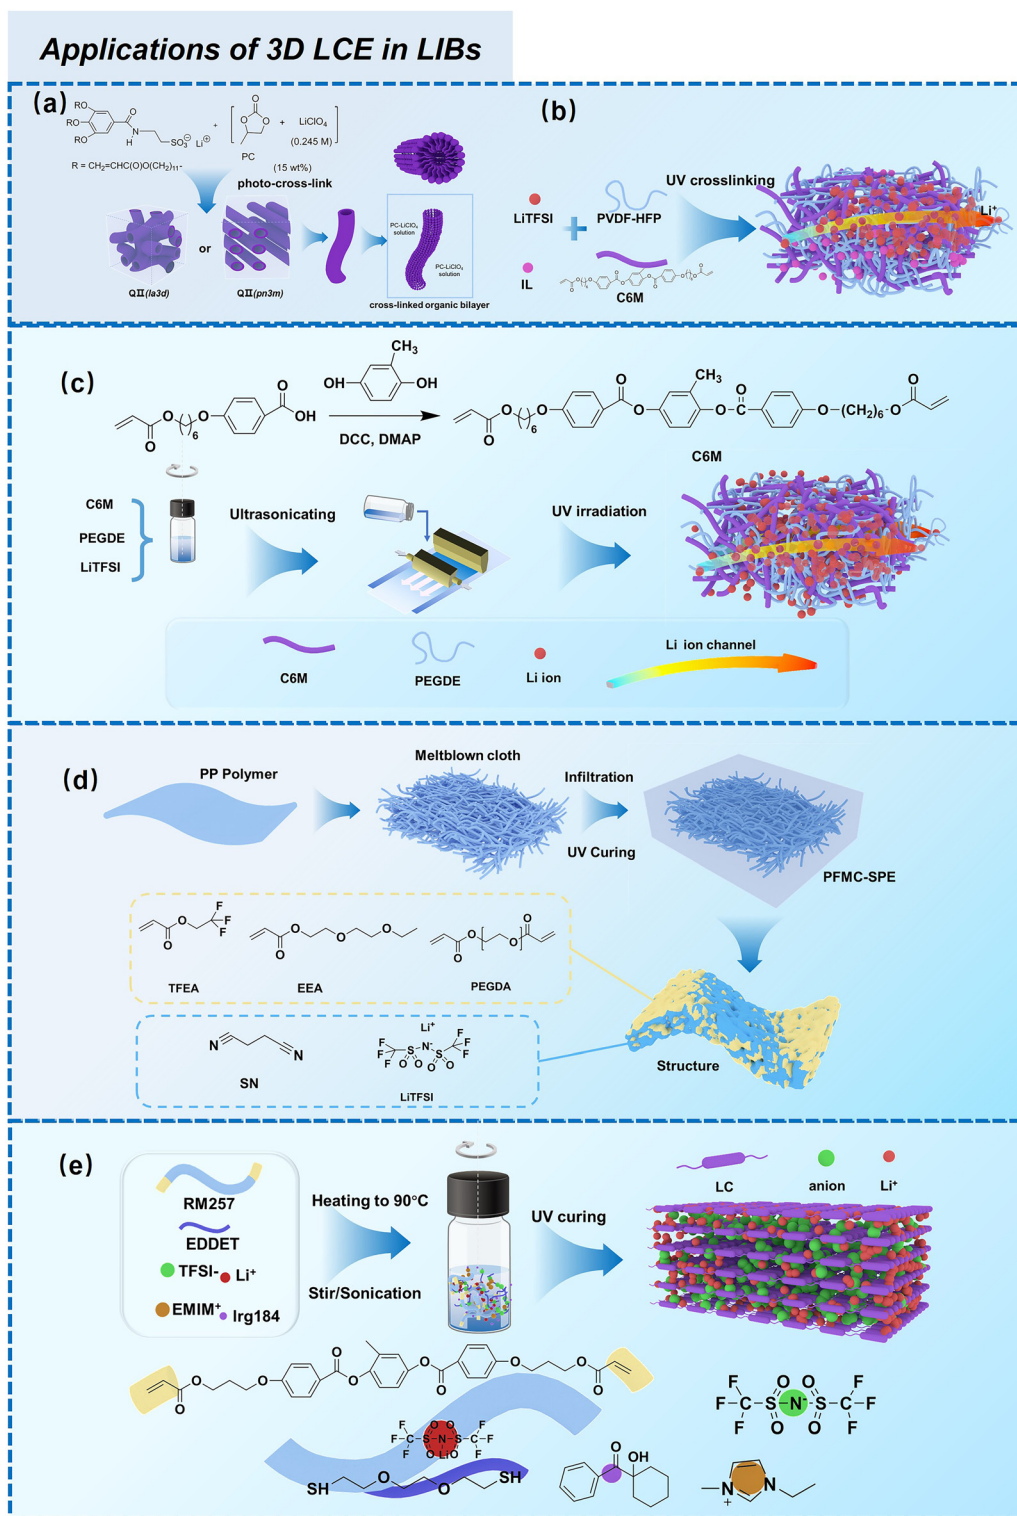 Applications of 3D LCE in LIBs
(a)
RO
RO
RO
O
N
H
SO₃⊖
Li⊕
+
O
O O
PC
+
LiClO₄
(0.245 M)
(15 wt%)
R = CH₂=CHC(O)O(CH₂)₁₁-
photo-cross-link
or
QII(Ia3d)
QII(pn3m)
PC-LiClO₄
solution
PC-LiClO₄
solution
cross-linked organic bilayer
(b)
LiTFSI
PVDF-HFP
IL
C6M
UV crosslinking
Li⁺
(c)
O
O
( )₆
O
O
OH
CH₃
HO
OH
DCC, DMAP
O
O
( )₆
O
O
O
CH₃
O
O
O
(CH₂)₆
O
O
C6M
C6M
PEGDE
LiTFSI
Ultrasonicating
UV irradiation
C6M
PEGDE
Li ion
Li ion channel
(d)
PP Polymer
Meltblown cloth
Infiltration
UV Curing
PFMC-SPE
O
O
F
F
F
TFEA
O
O
O
O
EEA
O
O
O
O
PEGDA
N
N
SN
Li⁺
F
F
F
S
O O
N-
S
O O
F
F
F
LiTFSI
Structure
(e)
RM257
EDDET
TFSI-
Li⁺
EMIM⁺
Irg184
Heating to 90°C
Stir/Sonication
UV curing
LC
anion
Li⁺
O
O
O
O
O
O
O
O
O
O
F O O F
F-C-S-N-S-C-F
F O LiO F
SH
O
O
SH
O
OH
F O O F
F-C-S-N-S-C-F
F O O F
N
+
N